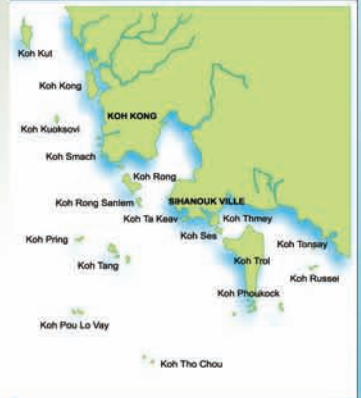 Koh Kut
Koh Kong
KOH KONG
Koh Kuoksovi
Koh Smach
Koh Rong
Koh Rong Sanlem
SIHANOUK VILLE
Koh Ta Keav
Koh Thmey
Koh Ses
Koh Pring
Koh Tonsay
Koh Tang
Koh Trol
Koh Russei
Koh Phoukock
Koh Pou Lo Vay
Koh Tho Chou